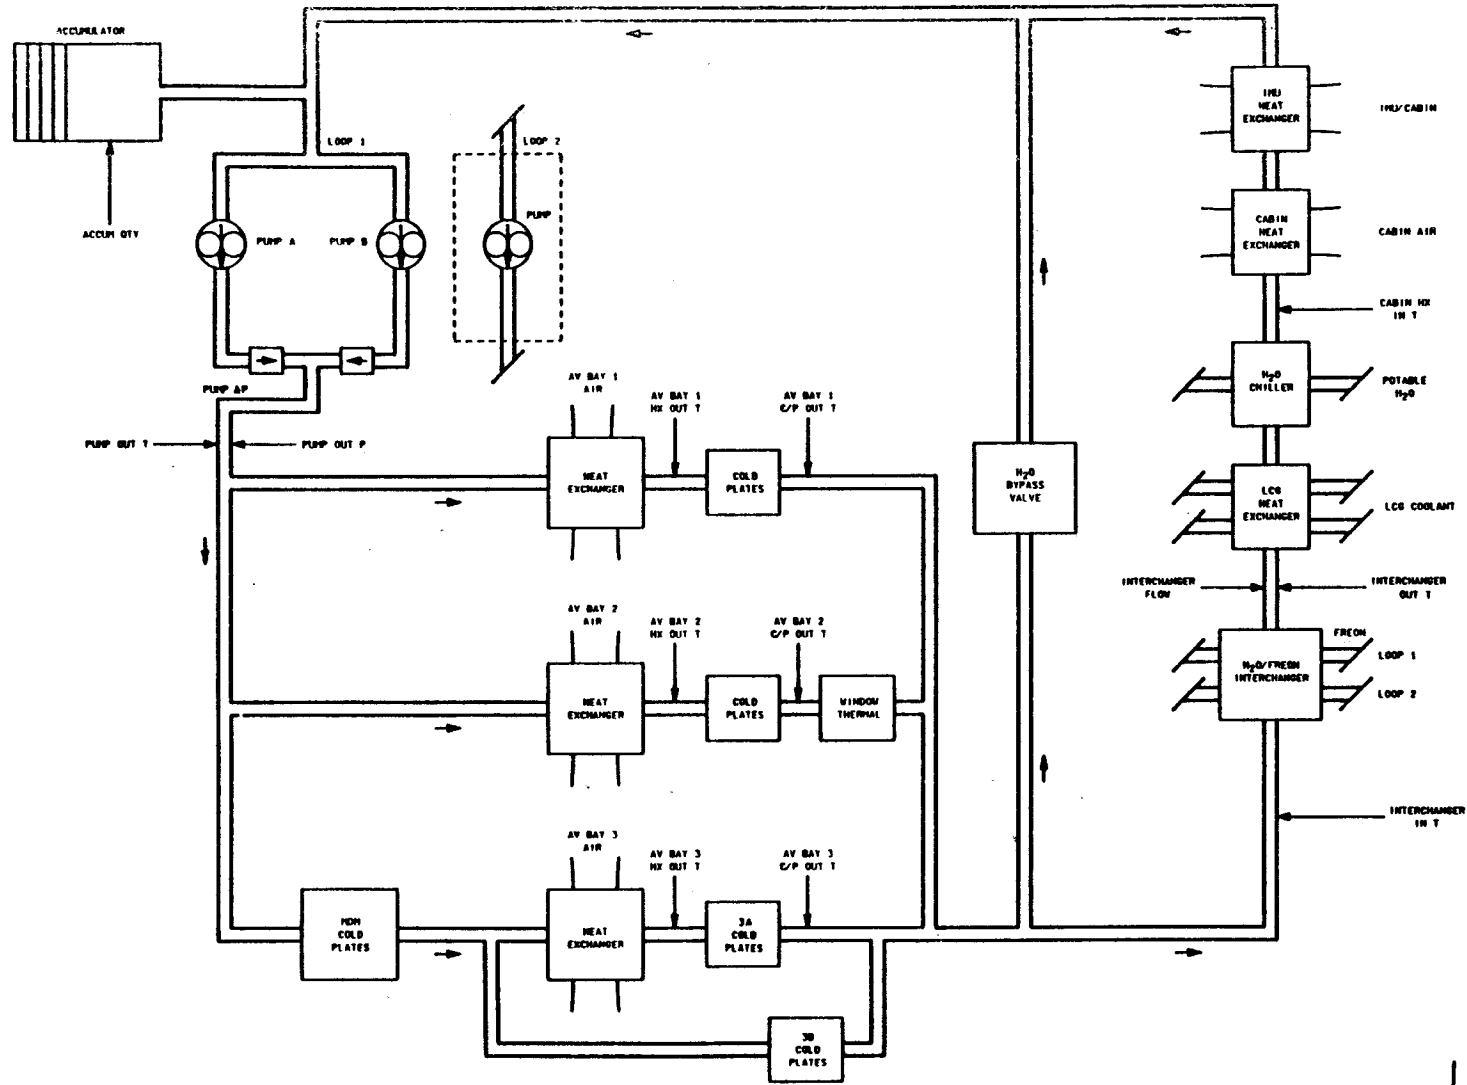 ACCUMULATOR
ACCUM QTY
LOOP 1
LOOP 2
PUMP A
PUMP B
PUMP
PUMP ΔP
PUMP OUT T
PUMP OUT P
AV BAY 1
AIR
AV BAY 1
HX OUT T
AV BAY 1
C/P OUT T
HEAT
EXCHANGER
COLD
PLATES
AV BAY 2
AIR
AV BAY 2
HX OUT T
AV BAY 2
C/P OUT T
HEAT
EXCHANGER
COLD
PLATES
WINDOW
THERMAL
AV BAY 3
AIR
AV BAY 3
HX OUT T
AV BAY 3
C/P OUT T
MDM
COLD
PLATES
HEAT
EXCHANGER
3A
COLD
PLATES
3B
COLD
PLATES
H2O
BYPASS
VALVE
IMU
HEAT
EXCHANGER
IMU/CABIN
CABIN
HEAT
EXCHANGER
CABIN AIR
CABIN HX
IN T
H2O
CHILLER
POTABLE
H2O
LCG
HEAT
EXCHANGER
LCG COOLANT
INTERCHANGER
FLOW
INTERCHANGER
OUT T
FREON
H2O/FREON
INTERCHANGER
LOOP 1
LOOP 2
INTERCHANGER
IN T